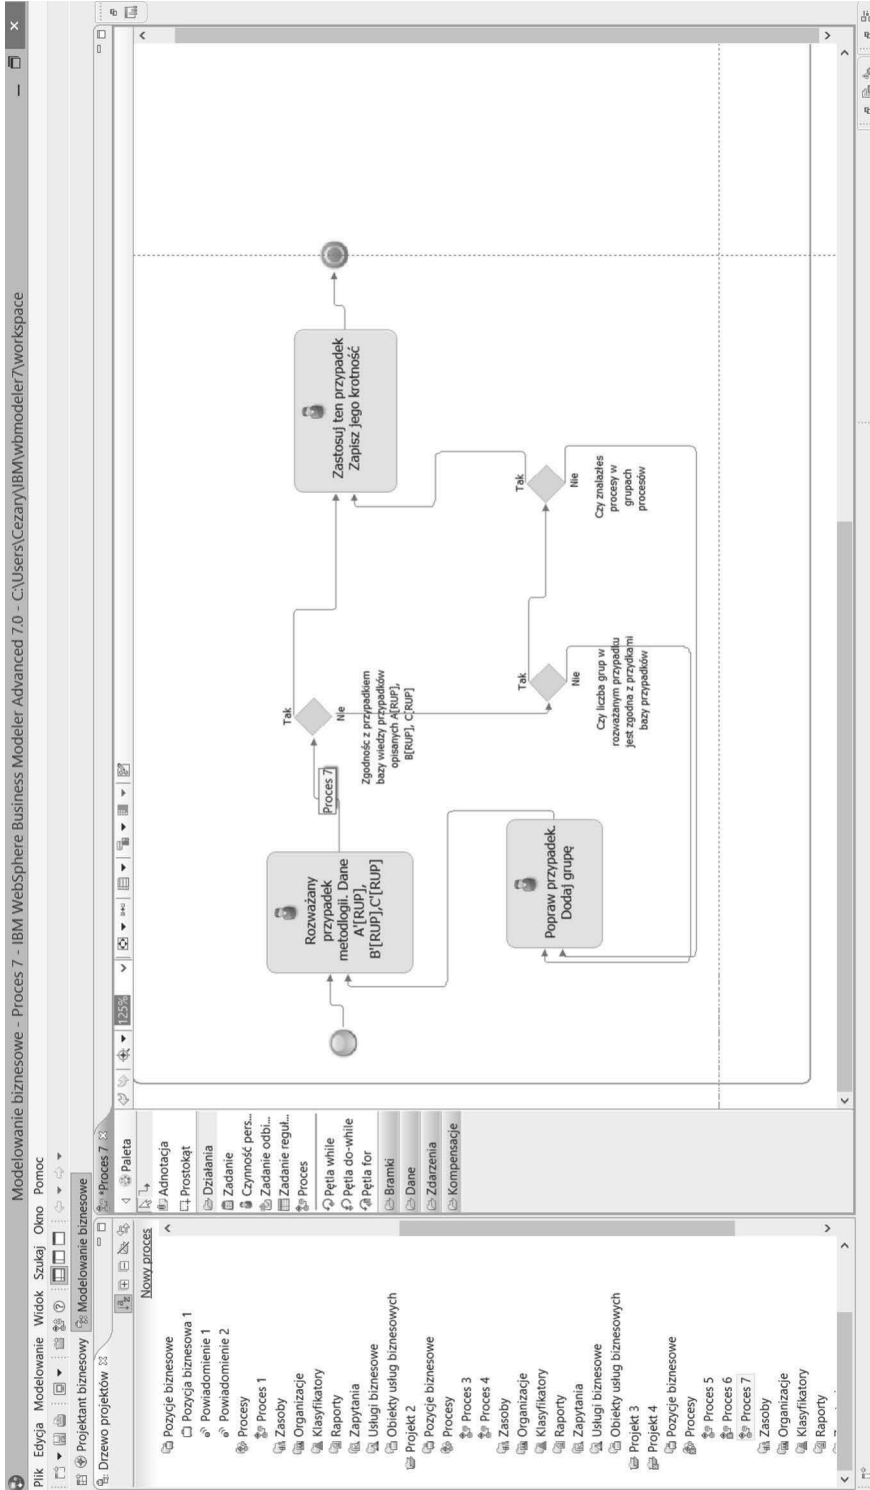 Modelowanie biznesowe - Proces 7 - IBM WebSphere Business Modeler Advanced 7.0 - C:\Users\Cezary\IBM\wbmodeler7\workspace
Plik Edycja Modelowanie Widok Szukaj Okno Pomoc
Projektant biznesowy Modelowanie biznesowe
Drzewo projektów
Nowy proces
Pozycje biznesowe
Pozycja biznesowa 1
Powiadomienie 1
Powiadomienie 2
Procesy
Proces 1
Zasoby
Organizacje
Klasyfikatory
Raporty
Zapytania
Usługi biznesowe
Obiekty usług biznesowych
Projekt 2
Pozycje biznesowe
Procesy
Proces 3
Proces 4
Zasoby
Organizacje
Klasyfikatory
Raporty
Zapytania
Usługi biznesowe
Obiekty usług biznesowych
Projekt 3
Projekt 4
Pozycje biznesowe
Procesy
Proces 5
Proces 6
Proces 7
Zasoby
Organizacje
Klasyfikatory
Raporty
*Proces 7
Paleta
Adnotacja
Prostokąt
Działania
Zadanie
Czynność pers...
Zadanie odbi...
Zadanie reguł...
Proces
Pętla while
Pętla do-while
Pętla for
Bramki
Dane
Zdarzenia
Kompensacje
125%
Rozważany
przypadek
metodlogii. Dane
A'[RUP],
B'[RUP],C'[RUP]
Proces 7
Tak
Nie
Zgodnośc z przypadkiem
bazy wiedzy przypadków
opisanych A[RUP],
B[RUP], C[RUP]
Zastosuj ten przypadek
Zapisz jego krotność
Popraw przypadek.
Dodaj grupę
Tak
Nie
Czy liczba grup w
rozważanym przypadku
jest zgodna z przydkami
bazy przypadków
Tak
Nie
Czy znalazłes
procesy w
grupach
procesów